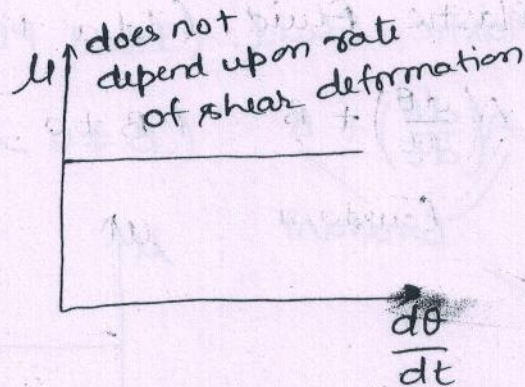 μ does not
depend upon rate
of shear deformation
dθ
dt